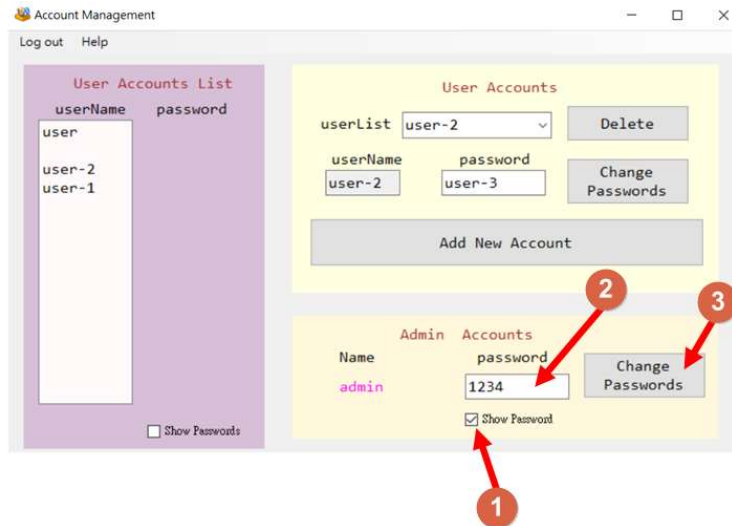 Account Management
Log out Help
User Accounts List
userName password
user
user-2
user-1
Show Passwords
User Accounts
userList user-2 Delete
userName password
user-2 user-3 Change Passwords
Add New Account
2
3
Admin Accounts
Name password
admin 1234 Change Passwords
Show Password
1